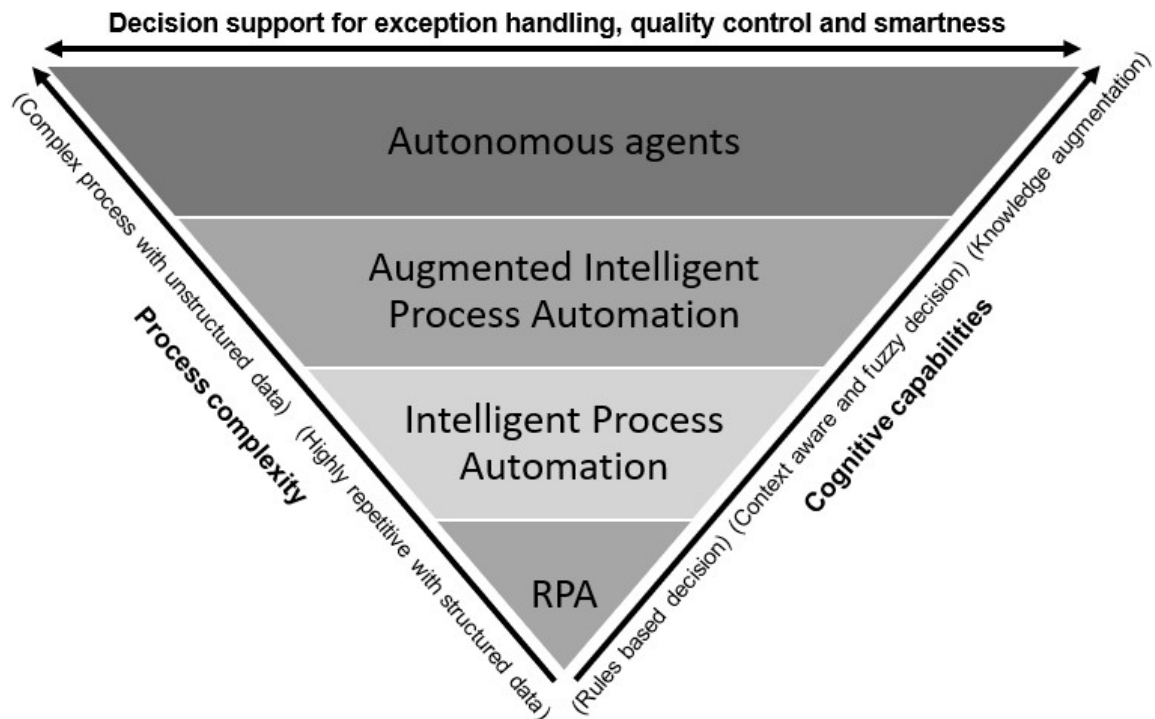 Decision support for exception handling, quality control and smartness
Autonomous agents
Augmented Intelligent
Process Automation
Intelligent Process
Automation
RPA
(Complex process with unstructured data) (Highly repetitive with structured data)
Process complexity
(Rules based decision) (Context aware and fuzzy decision) (Knowledge augmentation)
Cognitive capabilities